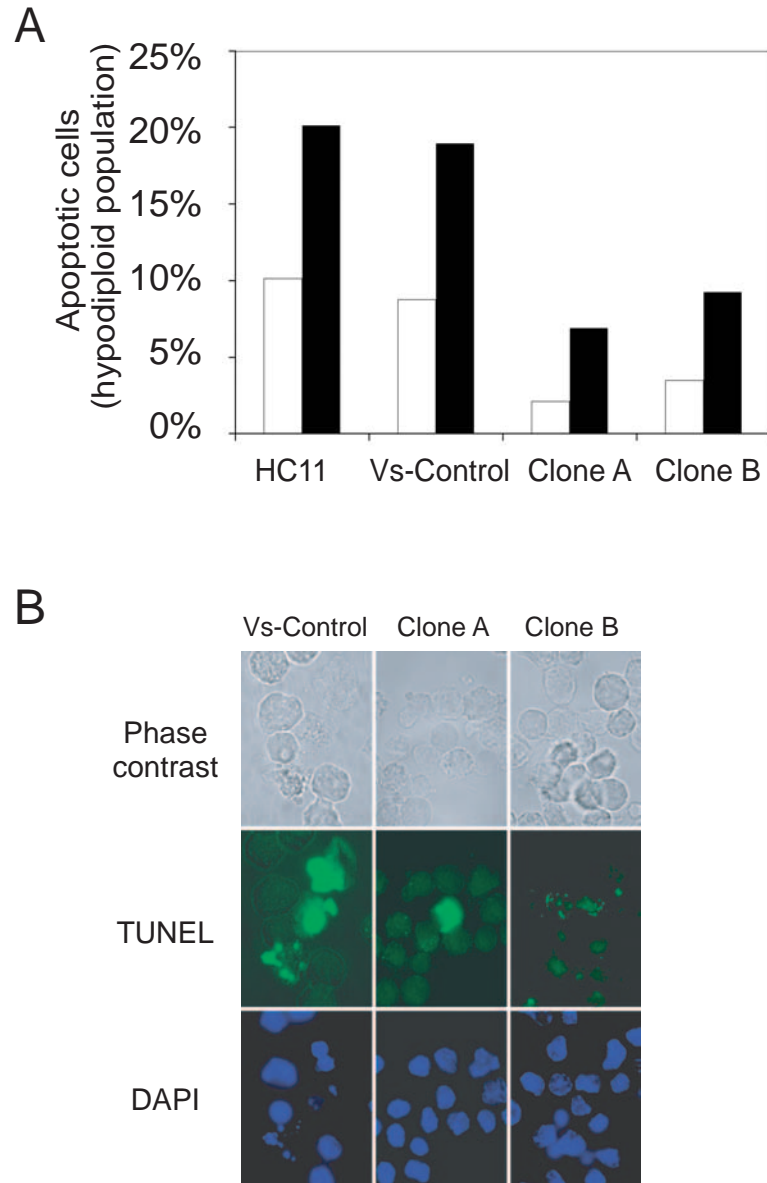 A
Apoptotic cells
(hypodiploid population)
25%
20%
15%
10%
5%
0%
HC11 Vs-Control Clone A Clone B
B
Vs-Control Clone A Clone B
Phase
contrast
TUNEL
DAPI